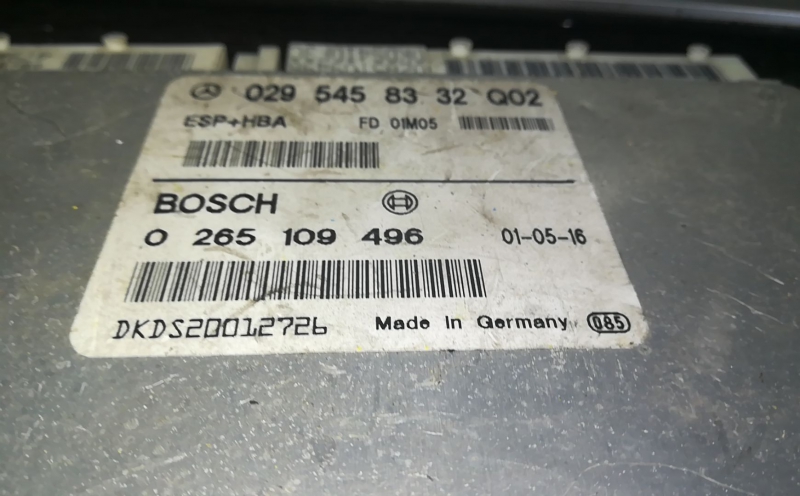 029 545 83 32 Q02
ESP+HBA FD 01M05
BOSCH
0 265 109 496 01-05-16
DKDS20012726 Made in Germany 085